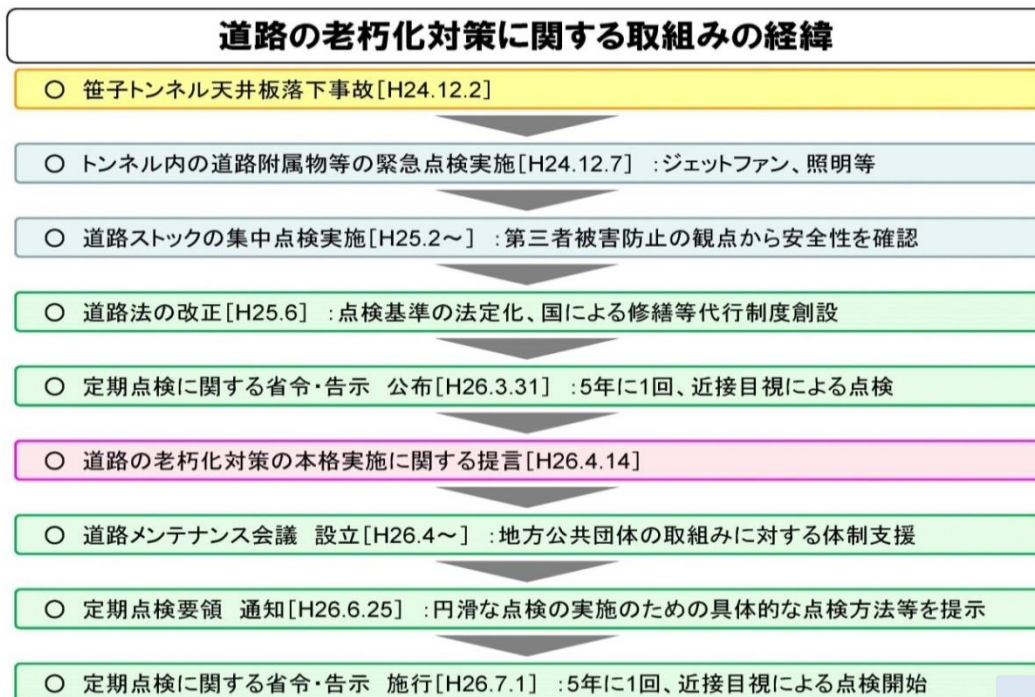 道路の老朽化対策に関する取組みの経緯
○ 笹子トンネル天井板落下事故[H24.12.2]
○ トンネル内の道路附属物等の緊急点検実施[H24.12.7] :ジェットファン、照明等
○ 道路ストックの集中点検実施[H25.2～] :第三者被害防止の観点から安全性を確認
○ 道路法の改正[H25.6] :点検基準の法定化、国による修繕等代行制度創設
○ 定期点検に関する省令・告示 公布[H26.3.31] :5年に1回、近接目視による点検
○ 道路の老朽化対策の本格実施に関する提言[H26.4.14]
○ 道路メンテナンス会議 設立[H26.4～] :地方公共団体の取組みに対する体制支援
○ 定期点検要領 通知[H26.6.25] :円滑な点検の実施のための具体的な点検方法等を提示
○ 定期点検に関する省令・告示 施行[H26.7.1] :5年に1回、近接目視による点検開始